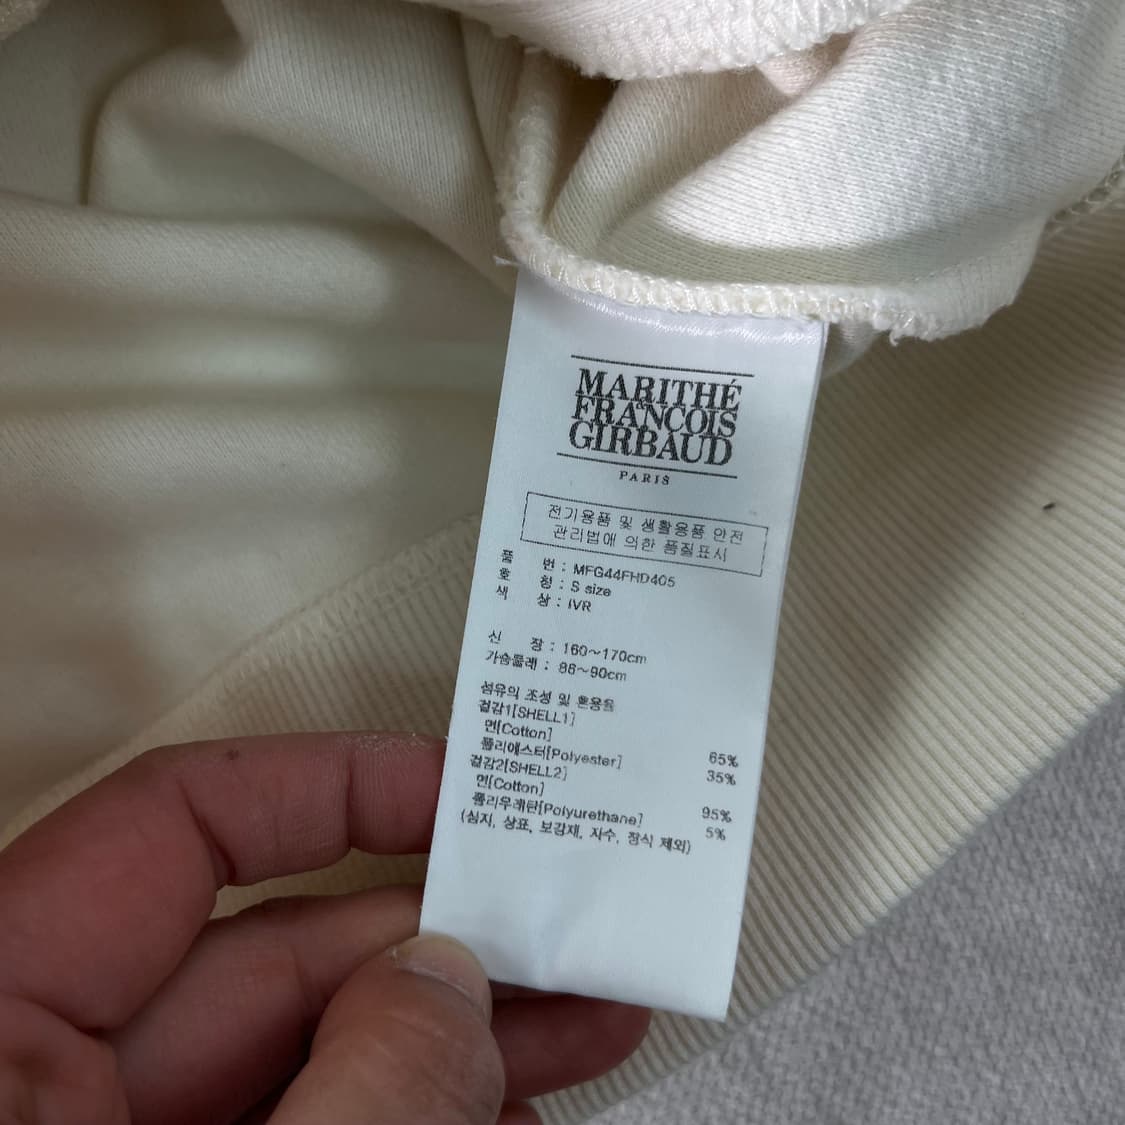 MARITHÉ
FRANCOIS
GIRBAUD
PARIS
전기용품 및 생활용품 안전
관리법에 의한 품질표시
품 번 : MFG44FHD405
호 칭 : S size
색 상 : IVR
신 장 : 160~170cm
가슴둘레 : 86~90cm
섬유의 조성 및 혼용율
겉감1[SHELL1]
면[Cotton] 65%
폴리에스터[Polyester] 35%
겉감2[SHELL2]
면[Cotton] 95%
폴리우레탄[Polyurethane] 5%
(심지, 상표, 보강재, 자수, 장식 제외)